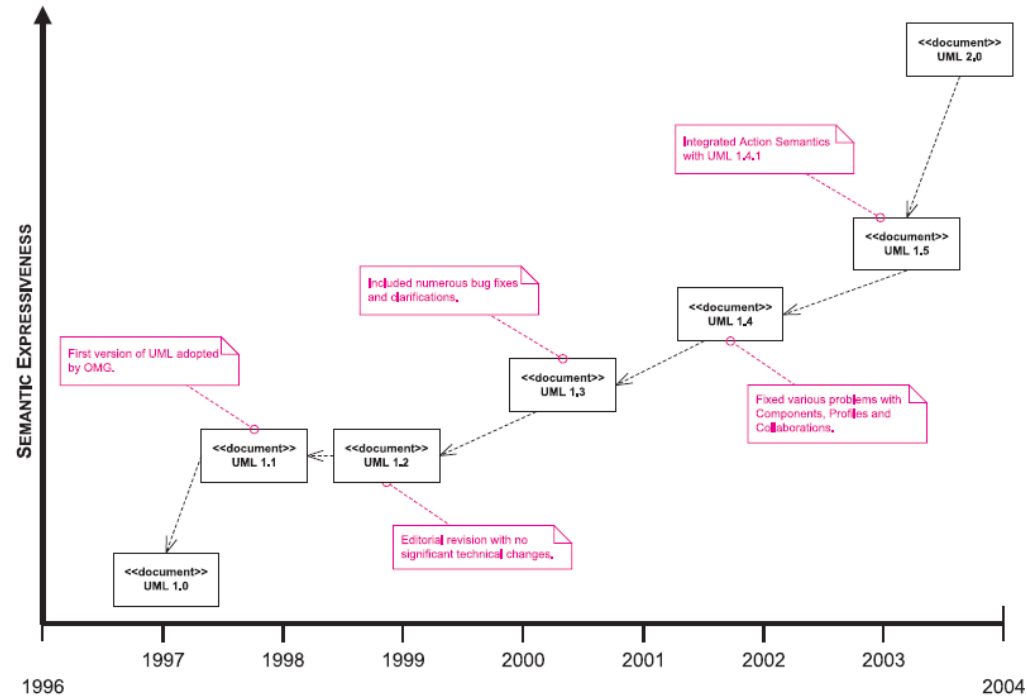 <<document>>
UML 2.0
Integrated Action Semantics
with UML 1.4.1
<<document>>
UML 1.5
SEMANTIC EXPRESSIVENESS
Included numerous bug fixes
and clarifications.
<<document>>
UML 1.4
First version of UML adopted
by OMG.
<<document>>
UML 1.3
Fixed various problems with
Components, Profiles and
Collaborations.
<<document>>
UML 1.1
<<document>>
UML 1.2
Editorial revision with no
significant technical changes.
<<document>>
UML 1.0
1997
1998
1999
2000
2001
2002
2003
1996
2004